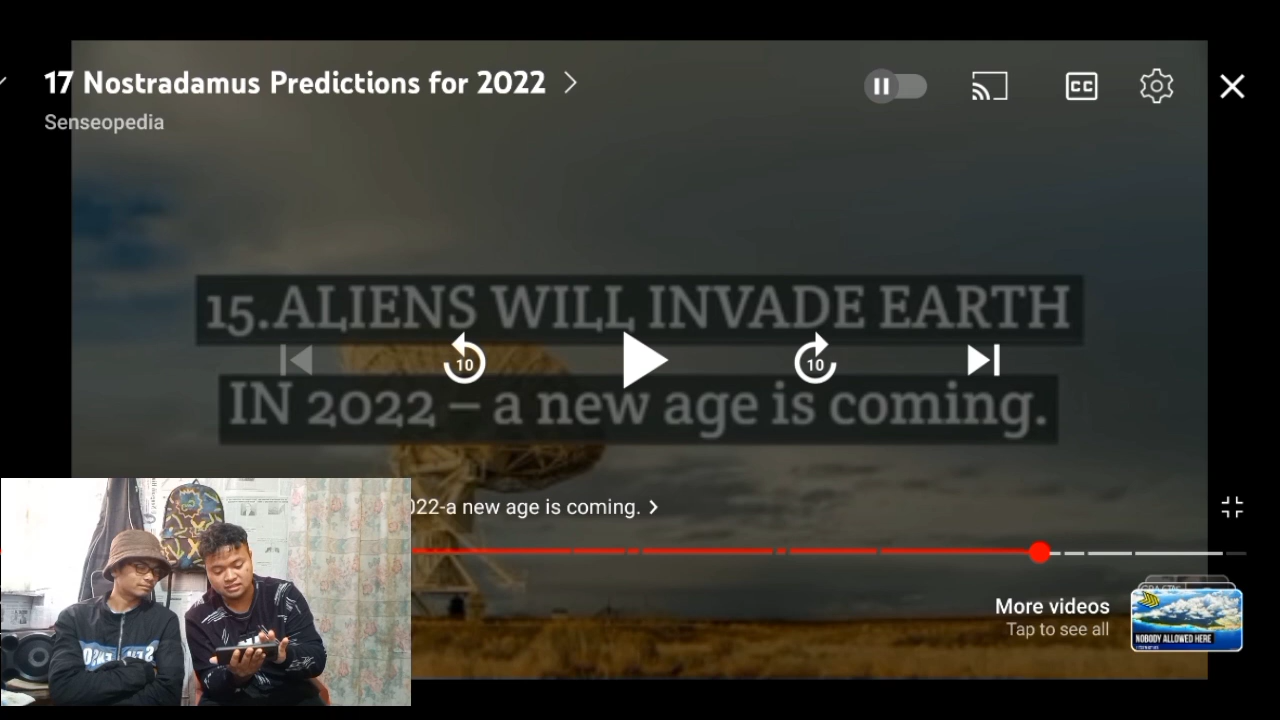 17 Nostradamus Predictions for 2022
Senseopedia
CC
15.ALIENS WILL INVADE EARTH
10
10
IN 2022 – a new age is coming.
022-a new age is coming.
More videos
Tap to see all
NOBODY ALLOWED HERE